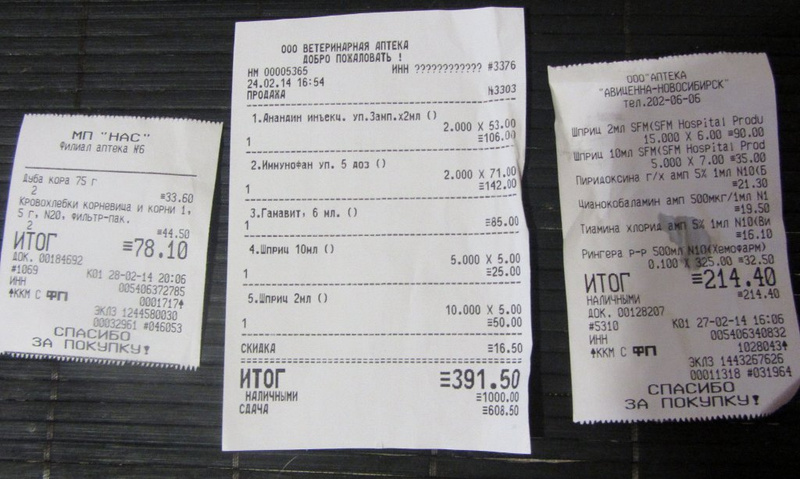 МП "НАС"
Филиал аптека №6
Дуба кора 75 г
2
≡33.60
Кровохлебки корневища и корни 1,
5 г, N20, фильтр-пак.
2
≡44.50
ИТОГ ≡78.10
ДОК. 00184692
#1069 К01 28-02-14 20:06
ИНН 005406372785
ККМ С ФП 0001717
ЭКЛЗ 1244580030
00032961 #046053
СПАСИБО
ЗА ПОКУПКУ!
ООО ВЕТЕРИНАРНАЯ АПТЕКА
ДОБРО ПОЖАЛОВАТЬ !
НМ 00005365 ИНН ???????????? #3376
24.02.14 16:54
ПРОДАЖА №3303
1.Анандин инъекц. уп.3амп.х2мл ()
2.000 X 53.00
1 ≡106.00
2.Иммунофан уп. 5 доз ()
2.000 X 71.00
1 ≡142.00
3.Ганавит, 6 мл. ()
1 ≡85.00
4.Шприц 10мл ()
5.000 X 5.00
1 ≡25.00
5.Шприц 2мл ()
10.000 X 5.00
1 ≡50.00
СКИДКА ≡16.50
ИТОГ ≡391.50
НАЛИЧНЫМИ ≡1000.00
СДАЧА ≡608.50
ООО"АПТЕКА
"АВИЦЕННА-НОВОСИБИРСК"
тел.202-06-06
Шприц 2мл SFM(SFM Hospital Produ
15.000 X 6.00 ≡90.00
Шприц 10мл SFM(SFM Hospital Prod
5.000 X 7.00 ≡35.00
Пиридоксина г/х амп 5% 1мл N10(Б
≡21.30
Цианокобаламин амп 500мкг/1мл N1
≡19.50
Тиамина хлорид амп 5% 1мл N10(Ви
≡16.10
Рингера р-р 500мл N10(Хемофарм)
0.100 X 325.00 ≡32.50
ИТОГ ≡214.40
НАЛИЧНЫМИ ≡214.40
ДОК. 00128207
#5310 К01 27-02-14 16:06
ИНН 005406340832
ККМ С ФП 1028043
ЭКЛЗ 1443267626
00011318 #031964
СПАСИБО
ЗА ПОКУПКУ!